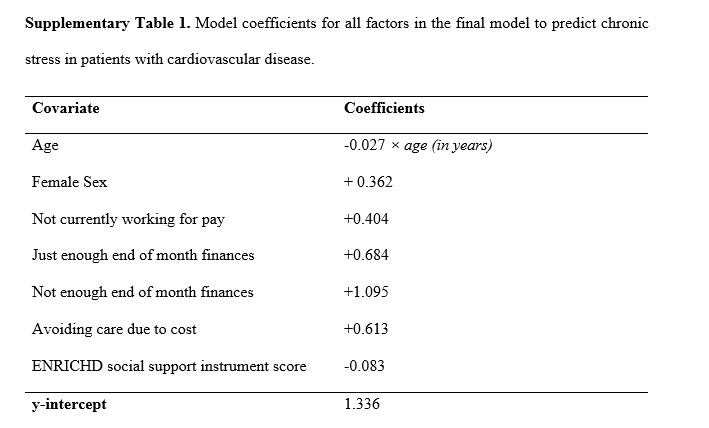 Supplementary Table 1. Model coefficients for all factors in the final model to predict chronic
stress in patients with cardiovascular disease.
Covariate Coefficients
Age -0.027 × age (in years)
Female Sex + 0.362
Not currently working for pay +0.404
Just enough end of month finances +0.684
Not enough end of month finances +1.095
Avoiding care due to cost +0.613
ENRICHD social support instrument score -0.083
y-intercept 1.336